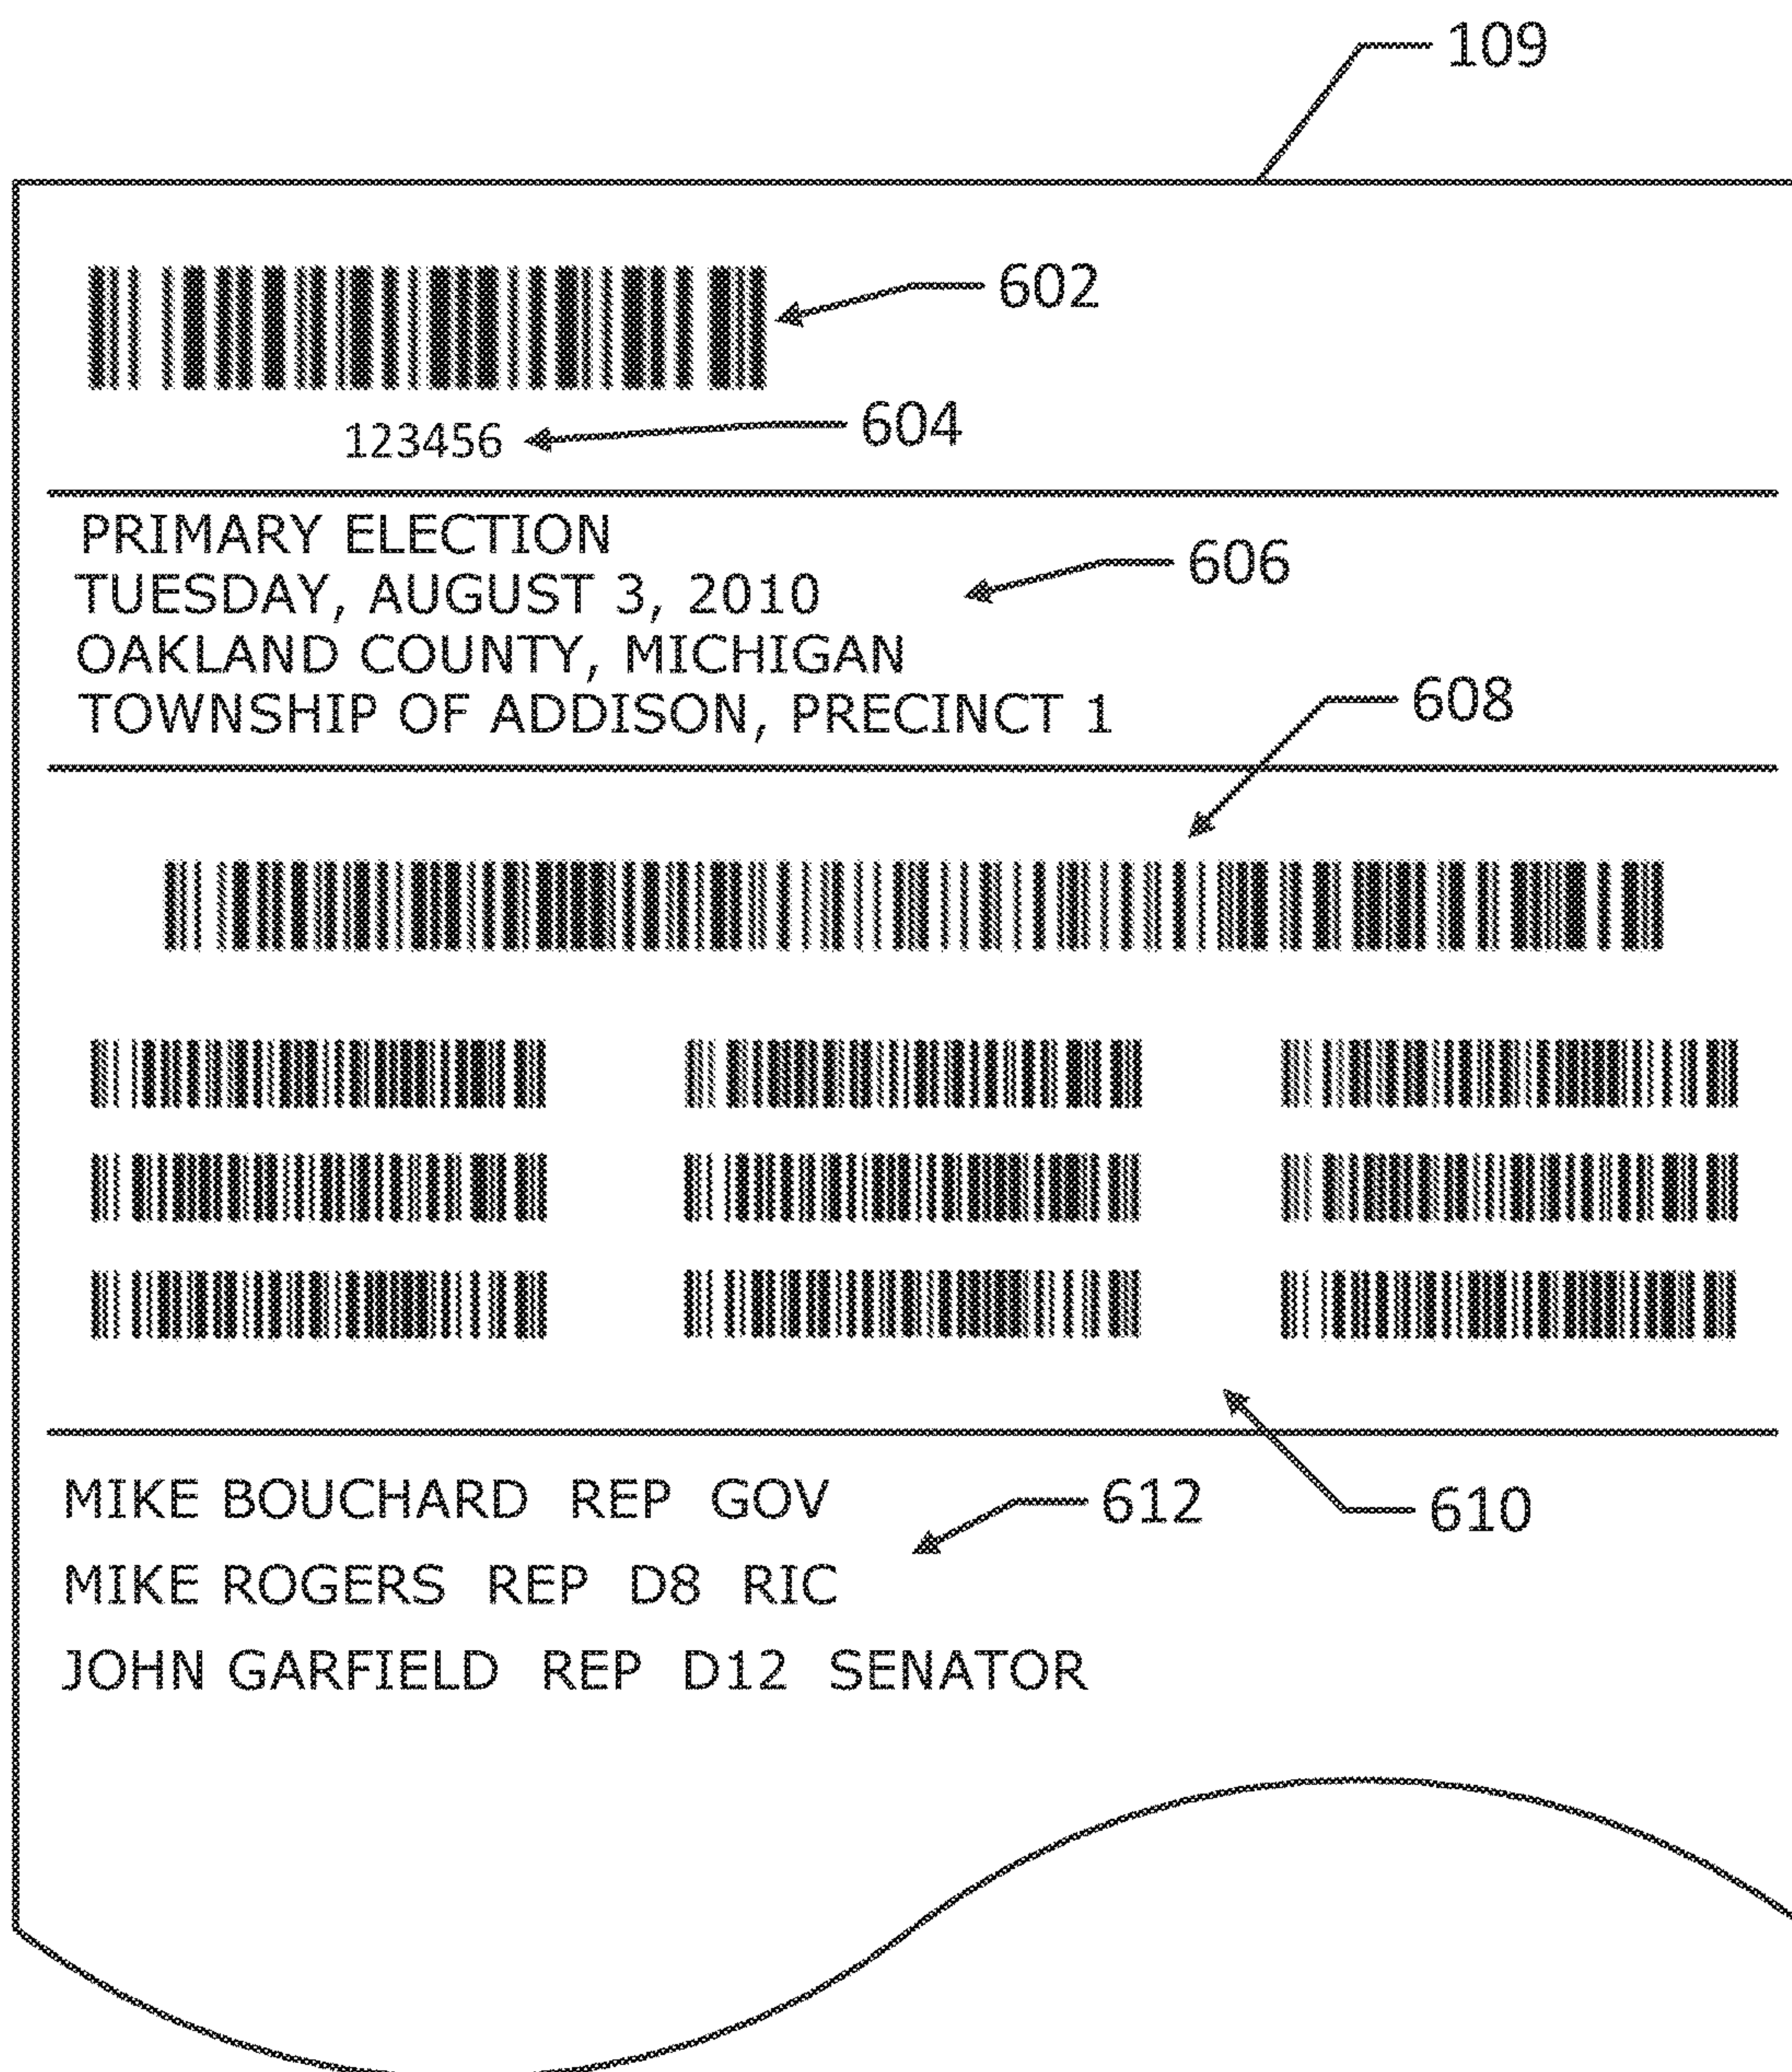 109
602
123456 604
PRIMARY ELECTION
TUESDAY, AUGUST 3, 2010 606
OAKLAND COUNTY, MICHIGAN
TOWNSHIP OF ADDISON, PRECINCT 1 608
MIKE BOUCHARD REP GOV 612 610
MIKE ROGERS REP D8 RIC
JOHN GARFIELD REP D12 SENATOR